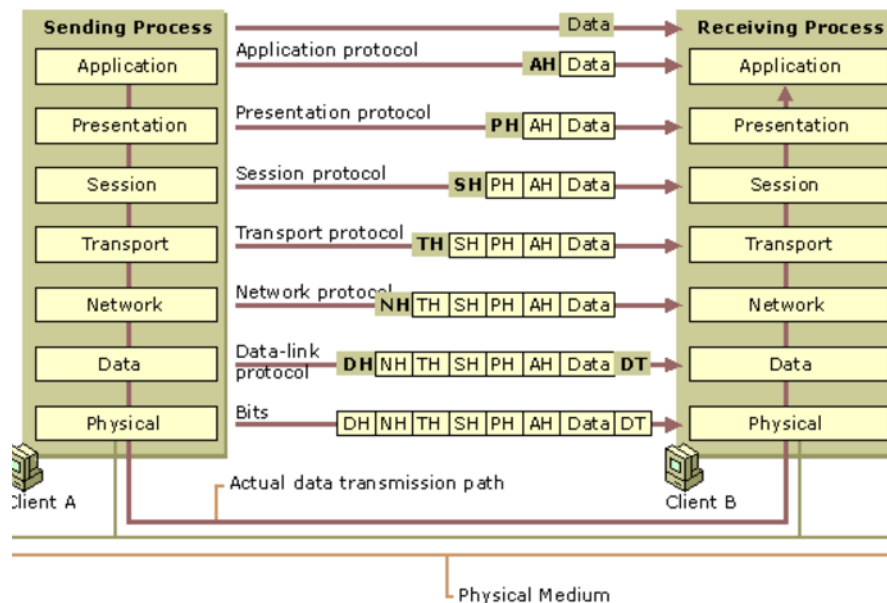 Sending Process
Data
Receiving Process
Application protocol
Application
AH Data
Application
Presentation protocol
Presentation
PH AH Data
Presentation
Session protocol
Session
SH PH AH Data
Session
Transport protocol
Transport
TH SH PH AH Data
Transport
Network protocol
Network
NH TH SH PH AH Data
Network
Data-link
protocol
Data
DH NH TH SH PH AH Data DT
Data
Bits
Physical
DH NH TH SH PH AH Data DT
Physical
Actual data transmission path
Client A
Client B
Physical Medium